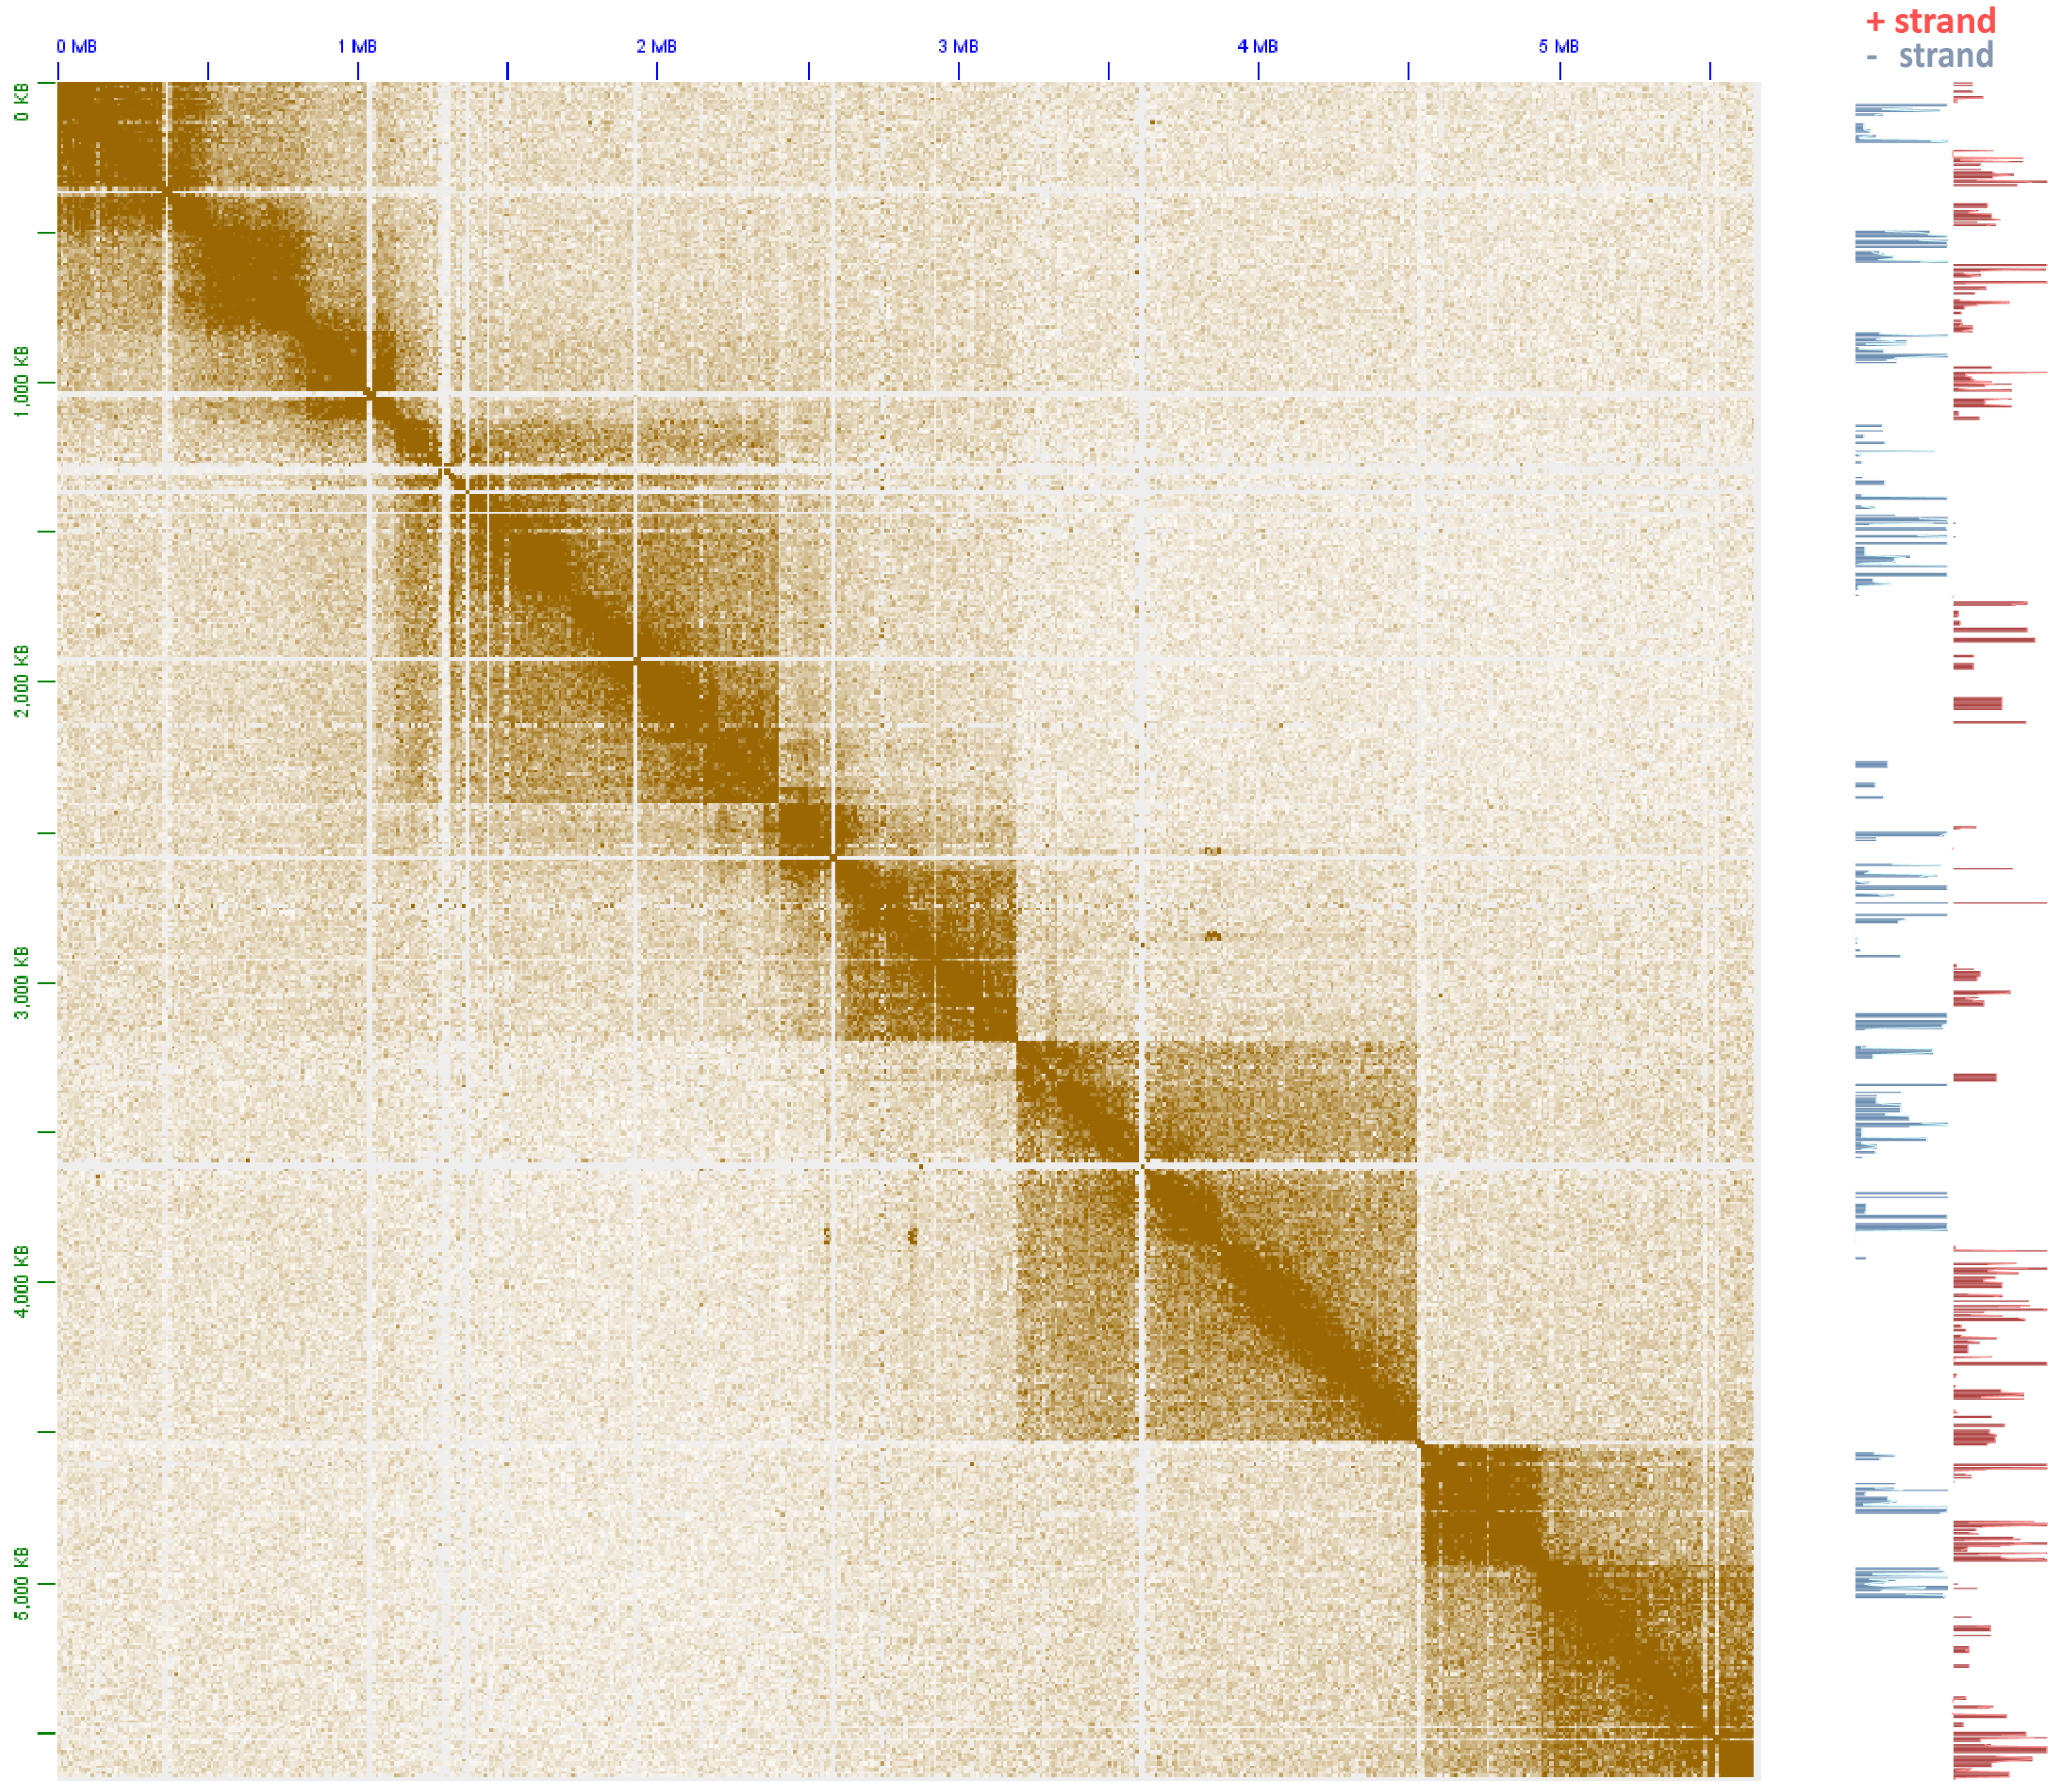 + strand
- strand
0 MB
1 MB
2 MB
3 MB
4 MB
5 MB
0 KB
1,000 KB
2,000 KB
3,000 KB
4,000 KB
5,000 KB